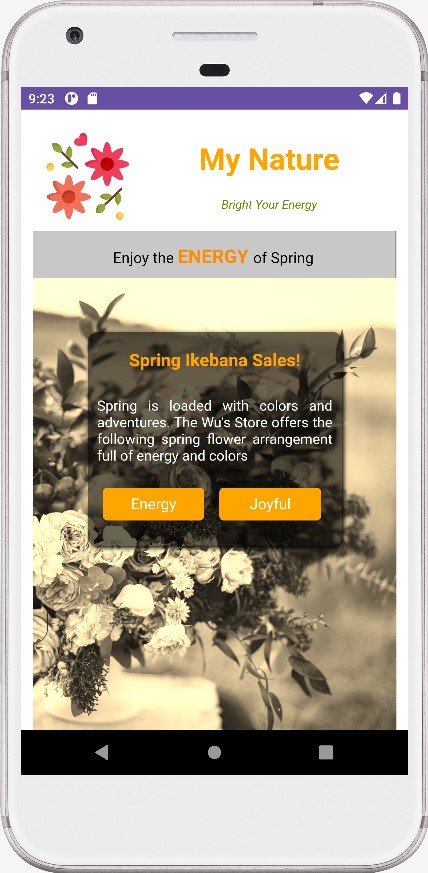 9:23
My Nature
Bright Your Energy
Enjoy the ENERGY of Spring
Spring Ikebana Sales!
Spring is loaded with colors and
adventures. The Wu's Store offers the
following spring flower arrangement
full of energy and colors
Energy
Joyful